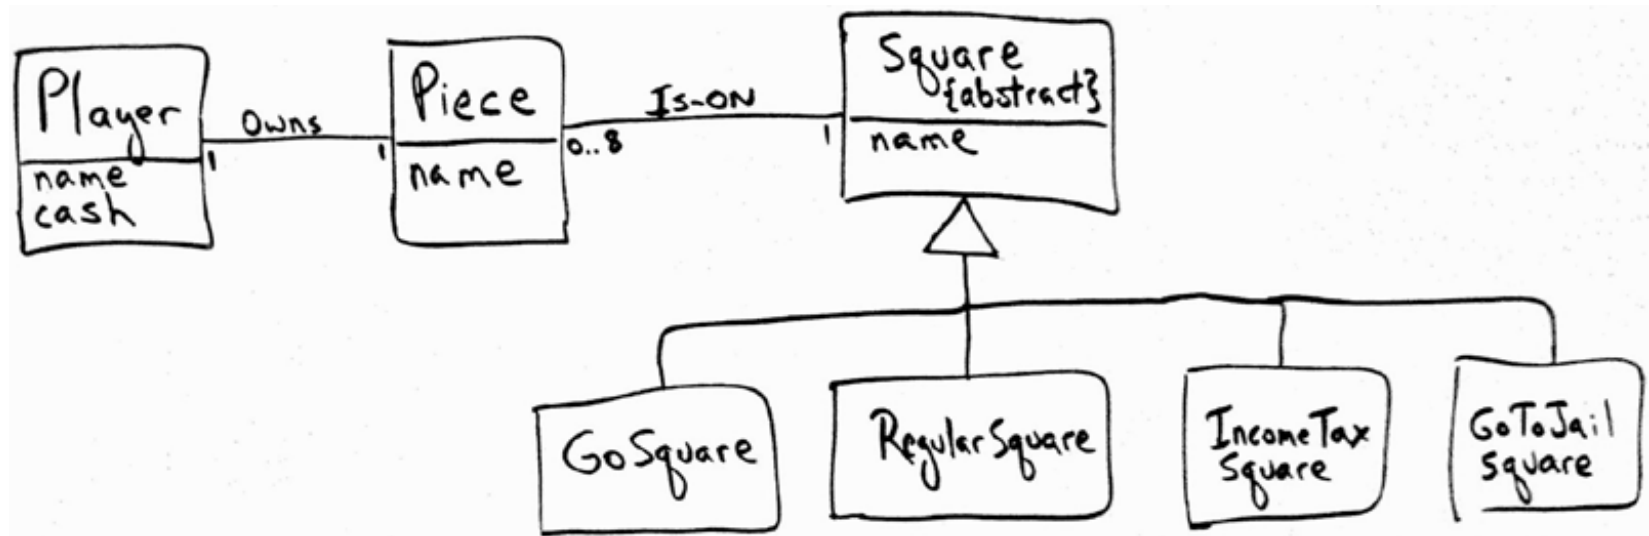 Player
name
cash
Owns
1
1
Piece
name
0..8
Is-ON
1
Square
{abstract}
name
GoSquare
RegularSquare
IncomeTax
Square
GoToJail
Square